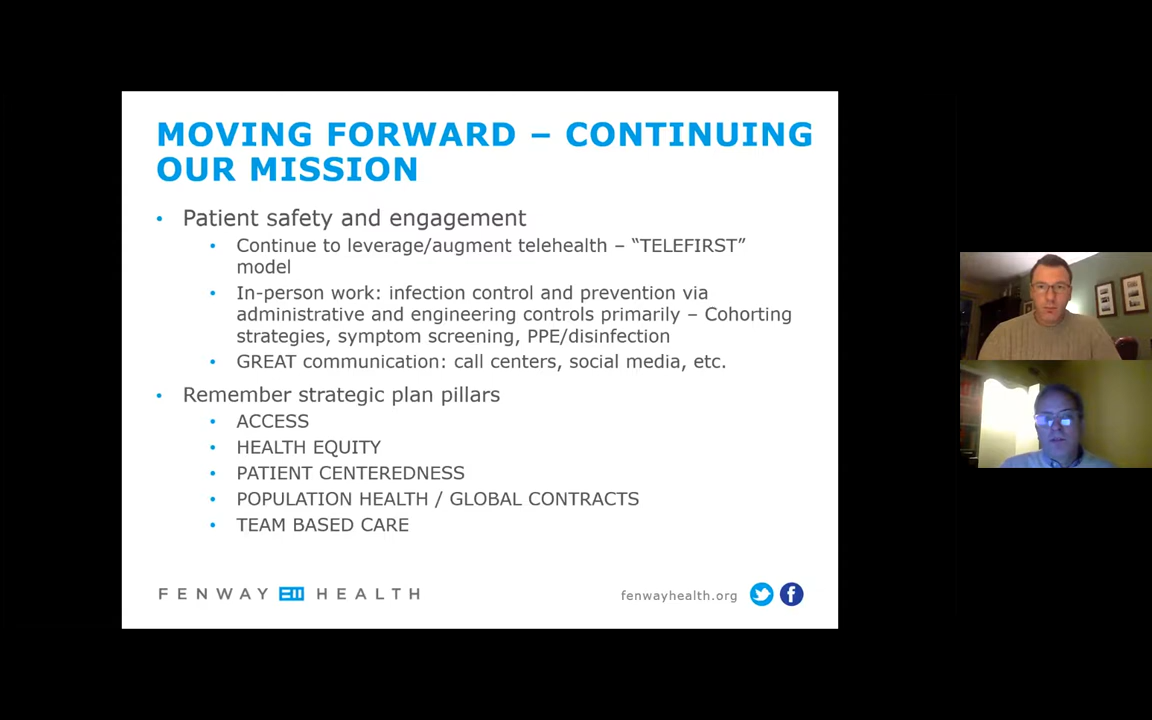 MOVING FORWARD – CONTINUING
OUR MISSION
• Patient safety and engagement
• Continue to leverage/augment telehealth – “TELEFIRST”
model
• In-person work: infection control and prevention via
administrative and engineering controls primarily – Cohorting
strategies, symptom screening, PPE/disinfection
• GREAT communication: call centers, social media, etc.
• Remember strategic plan pillars
• ACCESS
• HEALTH EQUITY
• PATIENT CENTEREDNESS
• POPULATION HEALTH / GLOBAL CONTRACTS
• TEAM BASED CARE
FENWAY HEALTH
fenwayhealth.org